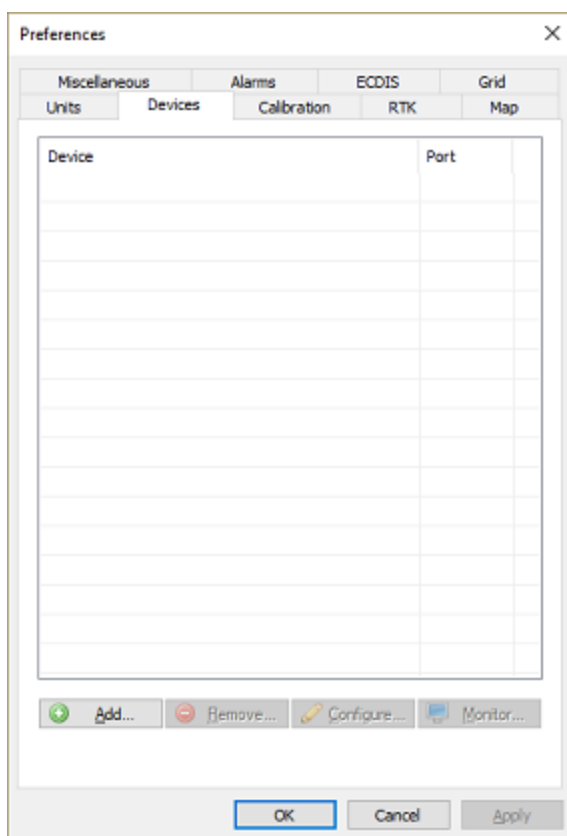 Preferences
Miscellaneous Alarms ECDIS Grid
Units Devices Calibration RTK Map
Device Port
Add... Remove... Configure... Monitor...
OK Cancel Apply